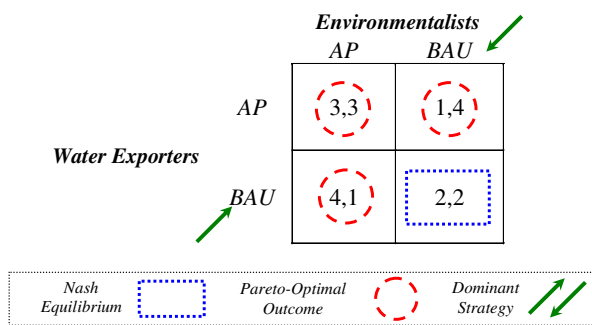 Environmentalists
AP BAU
AP 3,3 1,4
Water Exporters
BAU 4,1 2,2
Nash Equilibrium
Pareto-Optimal Outcome
Dominant Strategy